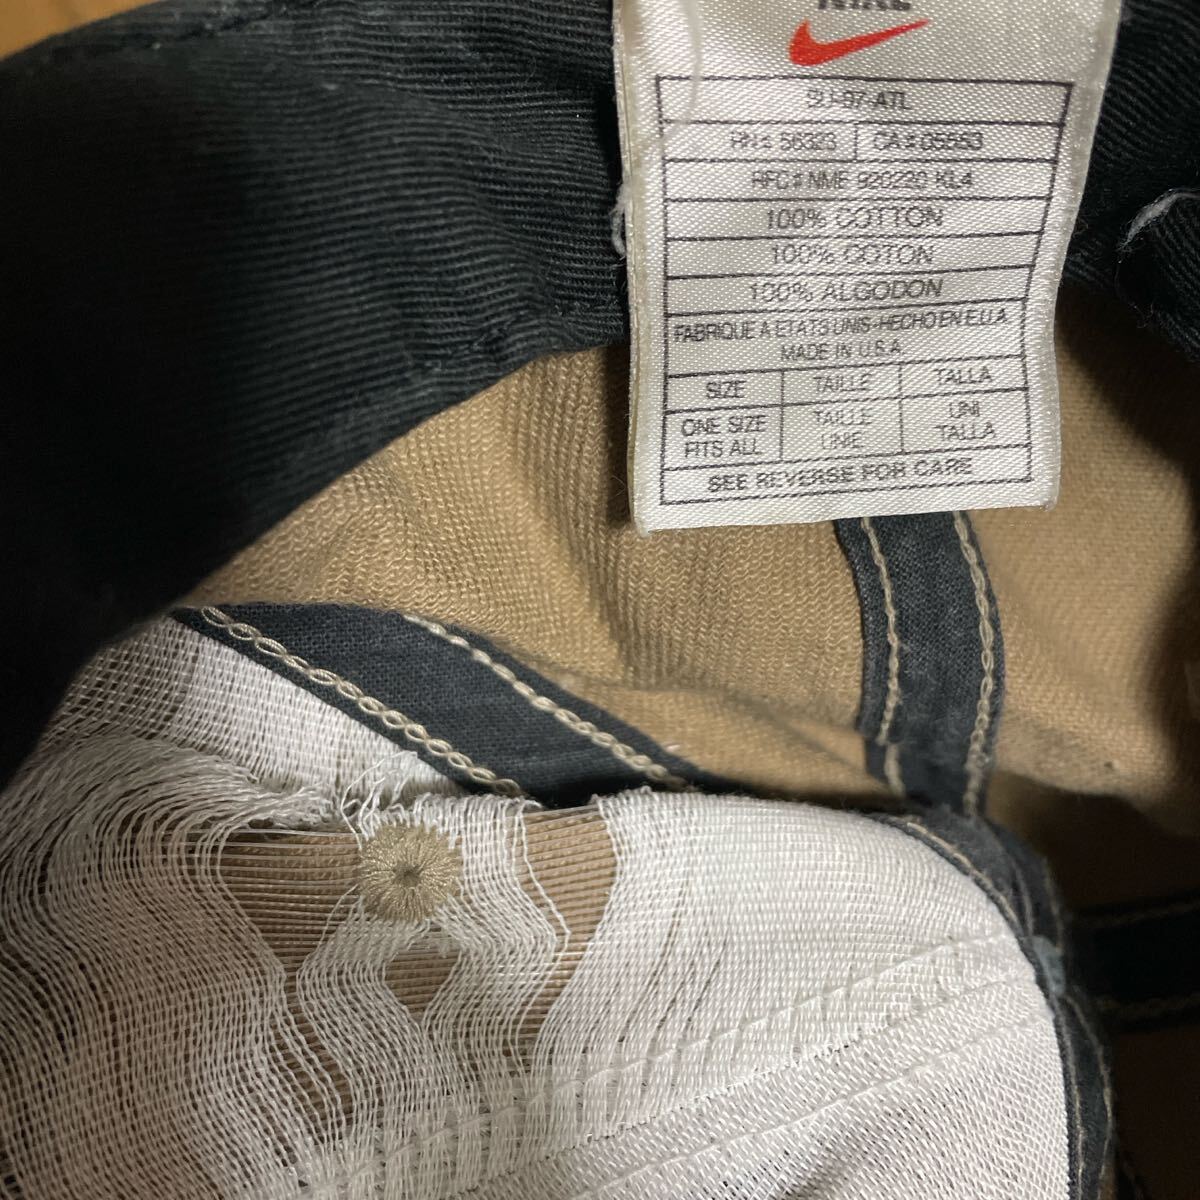 NIKE
SU-97-ATL
RN# 56323 CA# 05553
RFC# NME 920220 KL4
100% COTTON
100% COTON
100% ALGODON
FABRIQUE A ETATS UNIS-HECHO EN E.U.A.
MADE IN U.S.A
SIZE TAILLE TALLA
ONE SIZE FITS ALL TAILLE UNIE UNI TALLA
SEE REVERSE FOR CARE